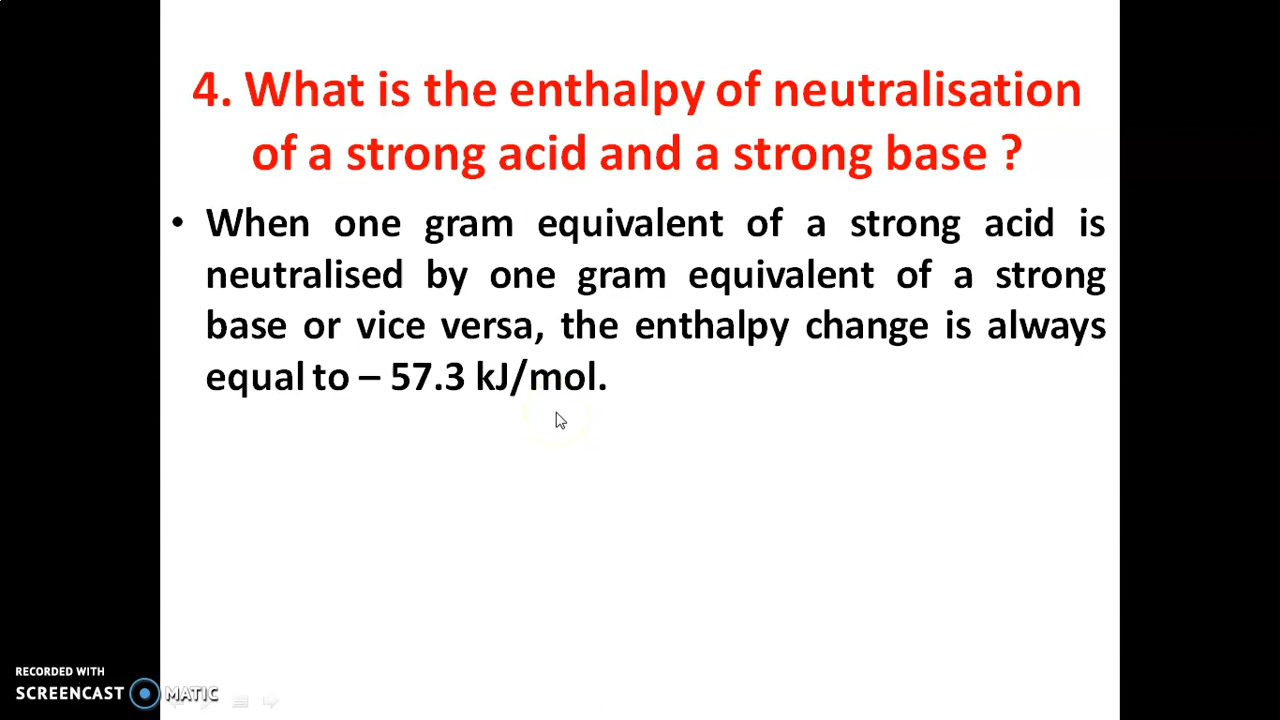 4. What is the enthalpy of neutralisation
of a strong acid and a strong base ?
• When one gram equivalent of a strong acid is
neutralised by one gram equivalent of a strong
base or vice versa, the enthalpy change is always
equal to – 57.3 kJ/mol.
RECORDED WITH
SCREENCAST MATIC